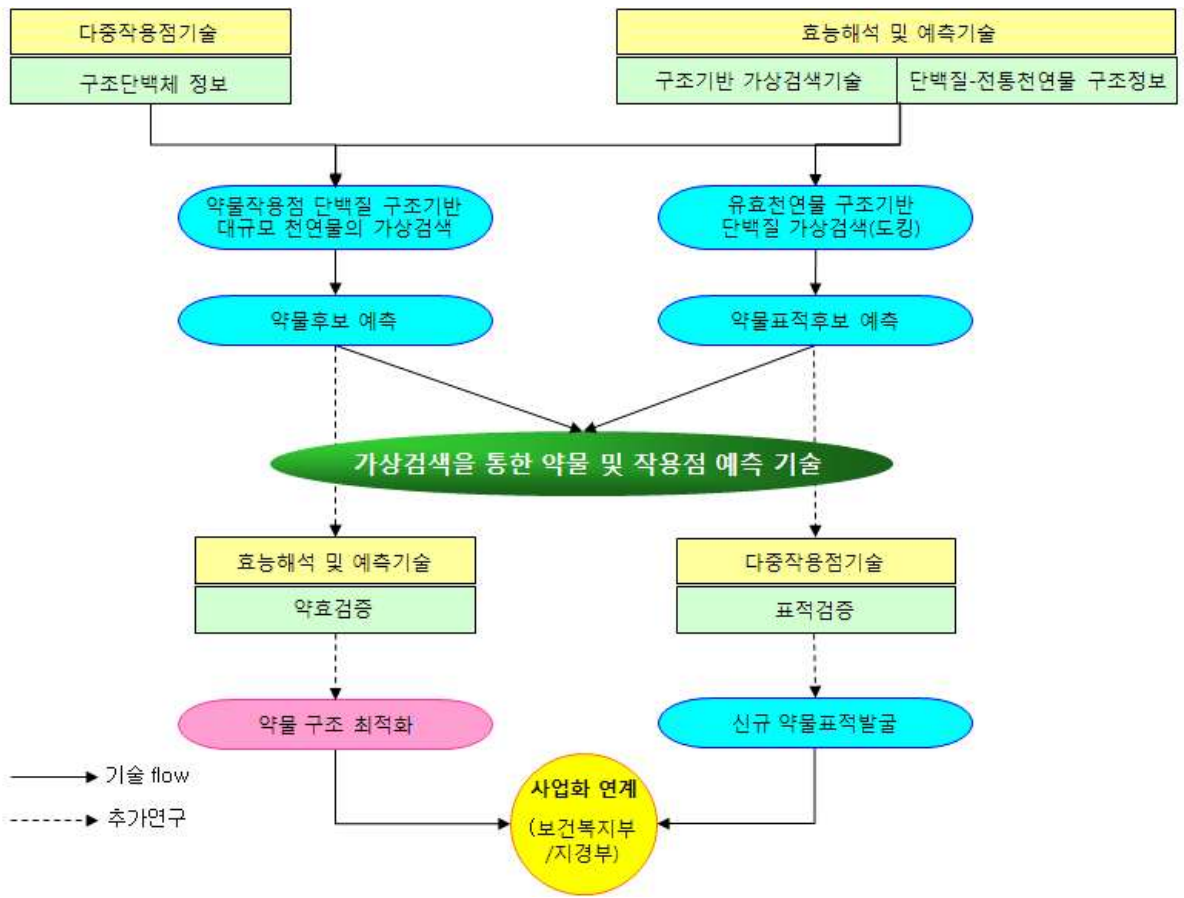 다중작용점기술
구조단백체 정보
효능해석 및 예측기술
구조기반 가상검색기술
단백질-전통천연물 구조정보
약물작용점 단백질 구조기반
대규모 천연물의 가상검색
유효천연물 구조기반
단백질 가상검색(도킹)
약물후보 예측
약물표적후보 예측
가상검색을 통한 약물 및 작용점 예측 기술
효능해석 및 예측기술
약효검증
다중작용점기술
표적검증
약물 구조 최적화
신규 약물표적발굴
기술 flow
추가연구
사업화 연계
(보건복지부
/지경부)